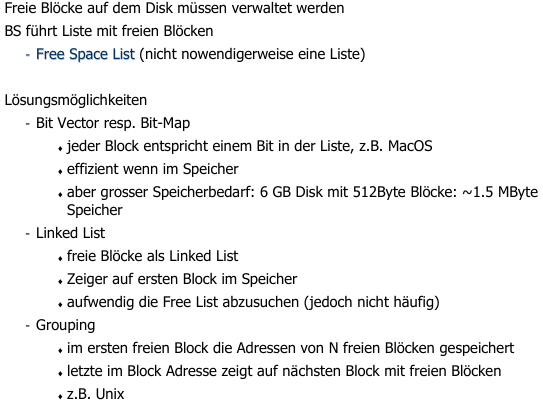 Freie Blöcke auf dem Disk müssen verwaltet werden
BS führt Liste mit freien Blöcken
- Free Space List (nicht nowendigerweise eine Liste)
Lösungsmöglichkeiten
- Bit Vector resp. Bit-Map
♦ jeder Block entspricht einem Bit in der Liste, z.B. MacOS
♦ effizient wenn im Speicher
♦ aber grosser Speicherbedarf: 6 GB Disk mit 512Byte Blöcke: ~1.5 MByte
Speicher
- Linked List
♦ freie Blöcke als Linked List
♦ Zeiger auf ersten Block im Speicher
♦ aufwendig die Free List abzusuchen (jedoch nicht häufig)
- Grouping
♦ im ersten freien Block die Adressen von N freien Blöcken gespeichert
♦ letzte im Block Adresse zeigt auf nächsten Block mit freien Blöcken
♦ z.B. Unix